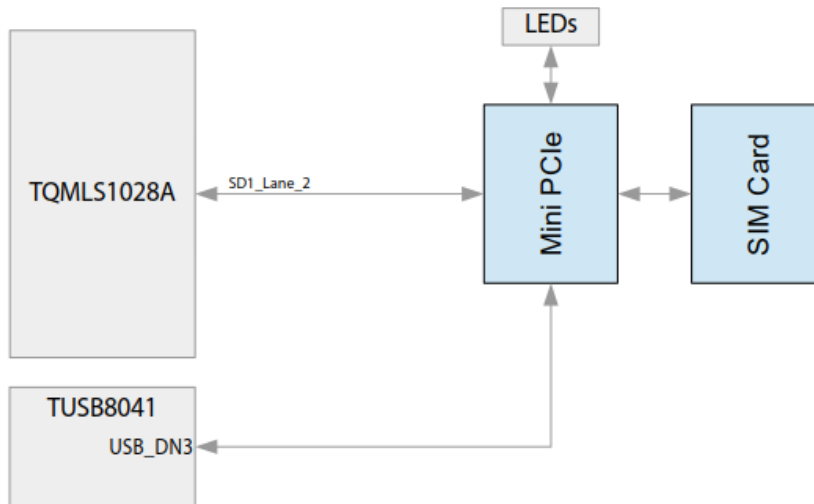 LEDs
TQMLS1028A
SD1_Lane_2
Mini PCIe
SIM Card
TUSB8041
USB_DN3